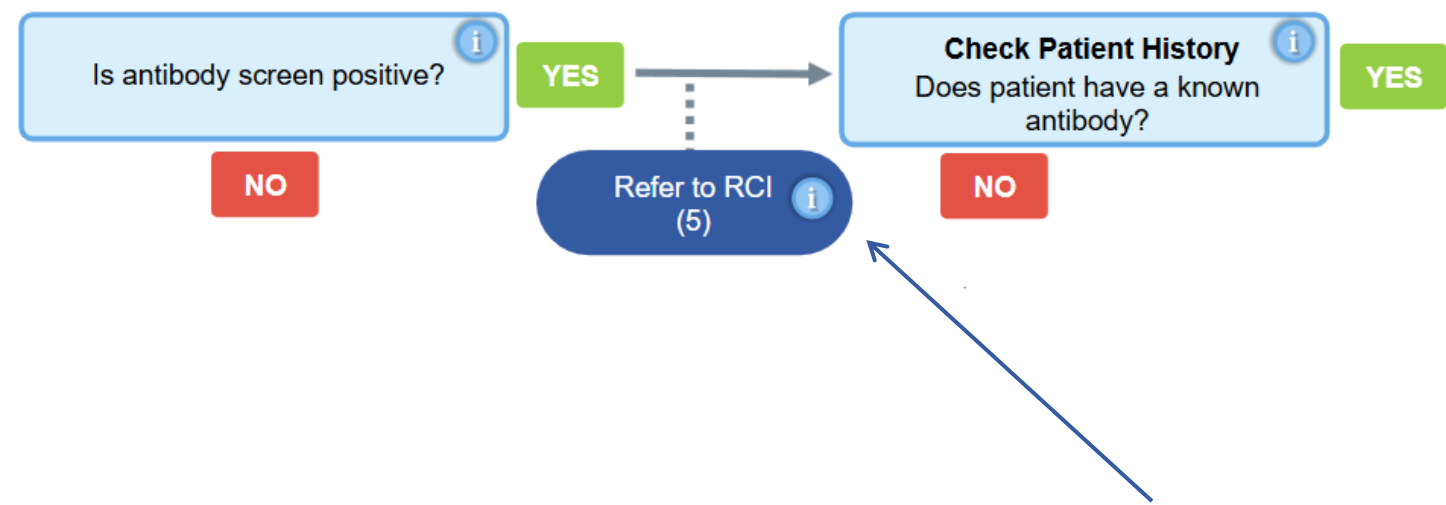 Is antibody screen positive?
i
YES
NO
Refer to RCI
(5)
i
Check Patient History
Does patient have a known
antibody?
i
YES
NO